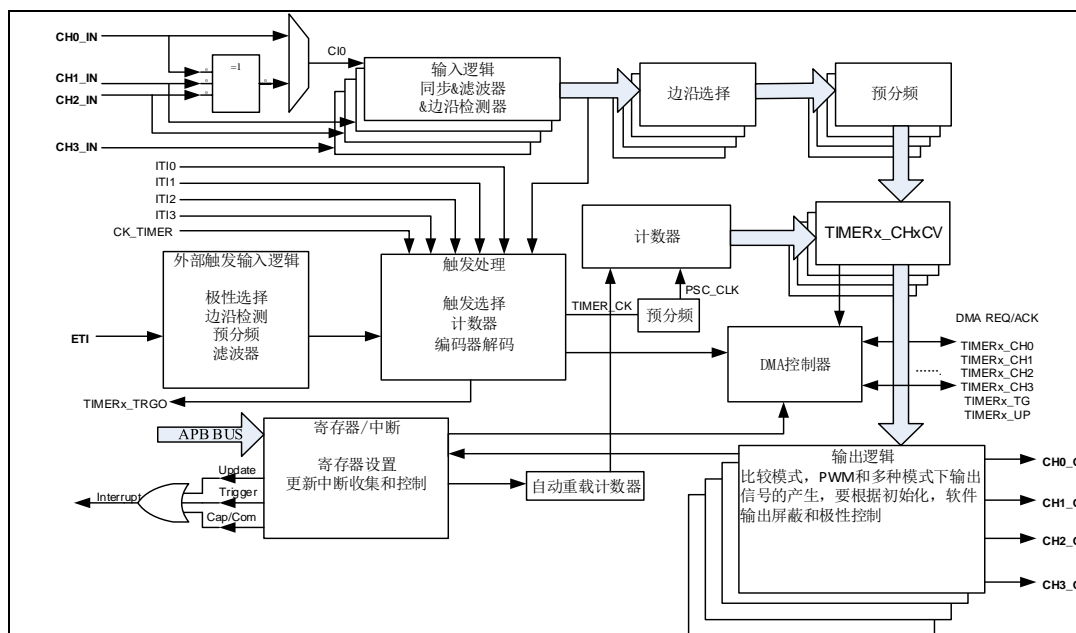 CH0_IN
CH1_IN
CH2_IN
CH3_IN
=1
CI0
输入逻辑
同步&滤波器
&边沿检测器
边沿选择
预分频
ITI0
ITI1
ITI2
ITI3
CK_TIMER
外部触发输入逻辑
极性选择
边沿检测
预分频
滤波器
ETI
触发处理
触发选择
计数器
编码器解码
TIMERx_TRGO
计数器
TIMER_CK
PSC_CLK
预分频
TIMERx_CHxCV
DMA控制器
DMA REQ/ACK
TIMERx_CH0
TIMERx_CH1
TIMERx_CH2
TIMERx_CH3
TIMERx_TG
TIMERx_UP
……
APB BUS
寄存器/中断
寄存器设置
更新中断收集和控制
Update
Trigger
Cap/Com
Interrupt
自动重载计数器
输出逻辑
比较模式，PWM和多种模式下输出
信号的产生，要根据初始化，软件
输出屏蔽和极性控制
CH0_
CH1_
CH2_
CH3_